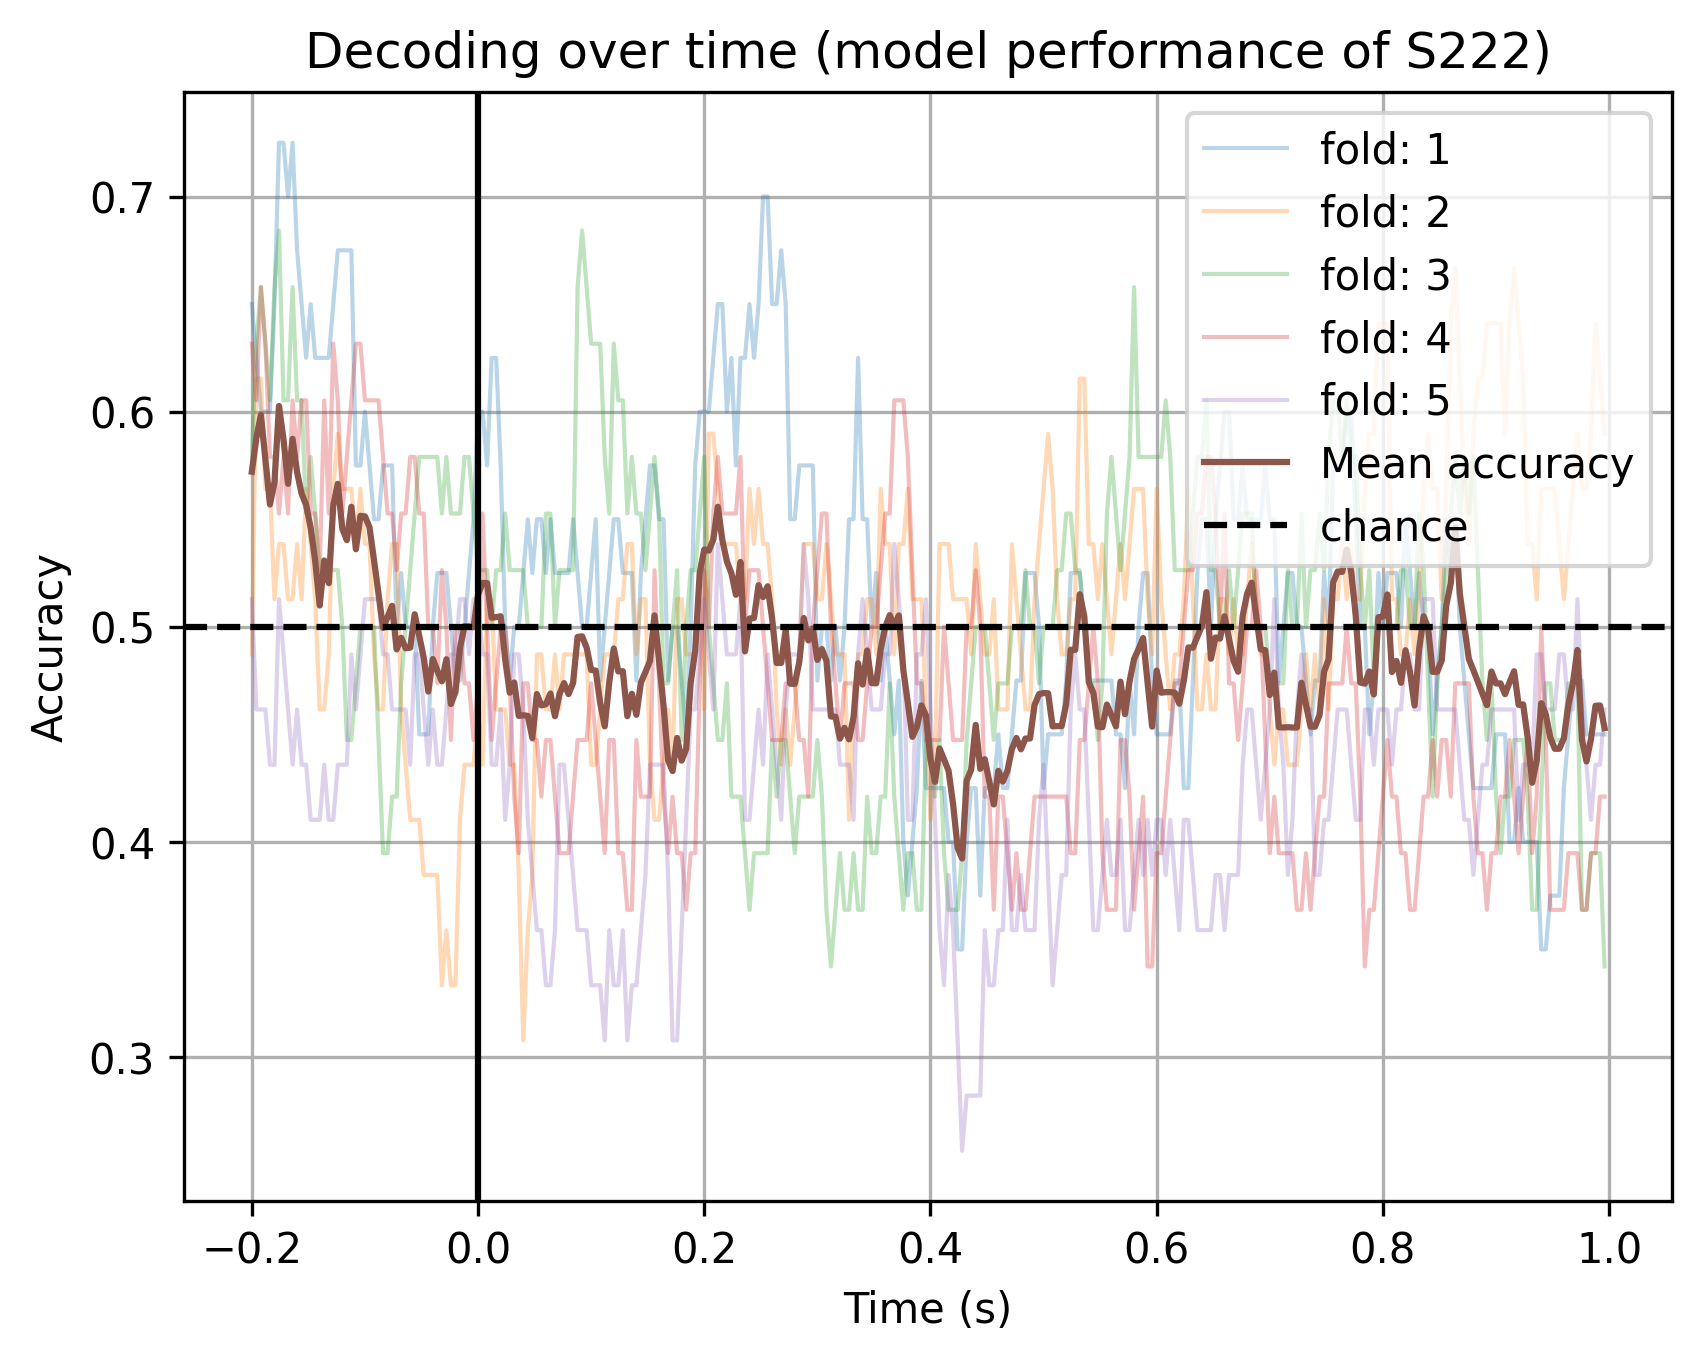 Decoding over time (model performance of S222)
fold: 1
fold: 2
fold: 3
fold: 4
fold: 5
Mean accuracy
chance
0.7
0.6
0.5
0.4
0.3
Accuracy
−0.2 0.0 0.2 0.4 0.6 0.8 1.0
Time (s)